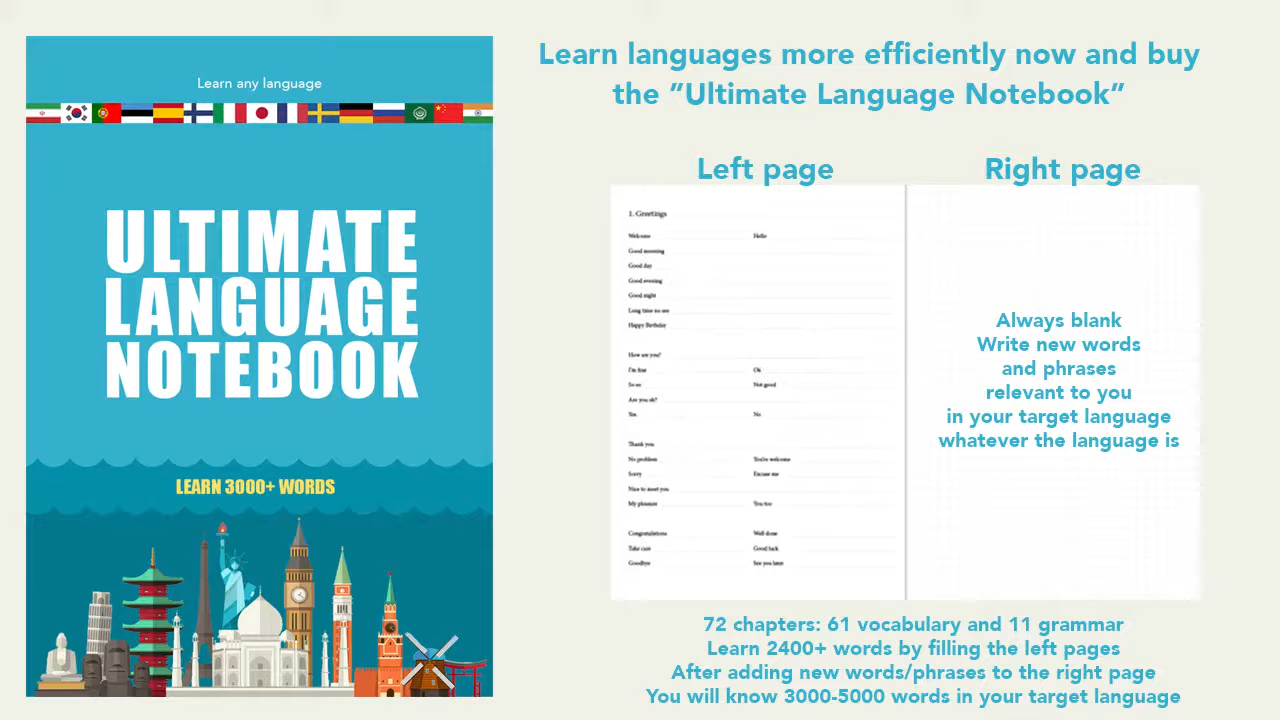 Learn any language
ULTIMATE
LANGUAGE
NOTEBOOK
LEARN 3000+ WORDS
Learn languages more efficiently now and buy
the ”Ultimate Language Notebook”
Left page
Right page
1. Greetings
Welcome Hello
Good morning
Good day
Good evening
Good night
Long time no see
Happy Birthday
How are you?
I'm fine Ok
So so Not good
Are you ok?
Yes No
Thank you
No problem You're welcome
Sorry Excuse me
Nice to meet you
My pleasure You too
Congratulations Well done
Take care Good luck
Goodbye See you later
Always blank
Write new words
and phrases
relevant to you
in your target language
whatever the language is
72 chapters: 61 vocabulary and 11 grammar
Learn 2400+ words by filling the left pages
After adding new words/phrases to the right page
You will know 3000-5000 words in your target language